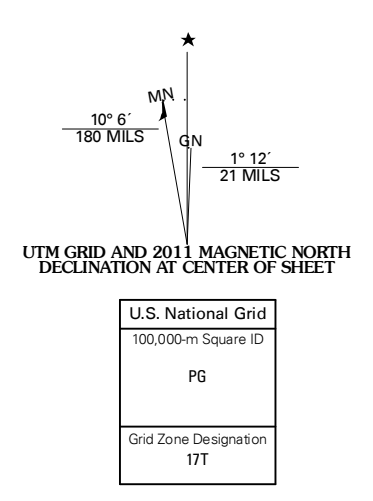 ★
MN
10° 6´
180 MILS
GN
1° 12´
21 MILS
UTM GRID AND 2011 MAGNETIC NORTH
DECLINATION AT CENTER OF SHEET
U.S. National Grid
100,000-m Square ID
PG
Grid Zone Designation
17T